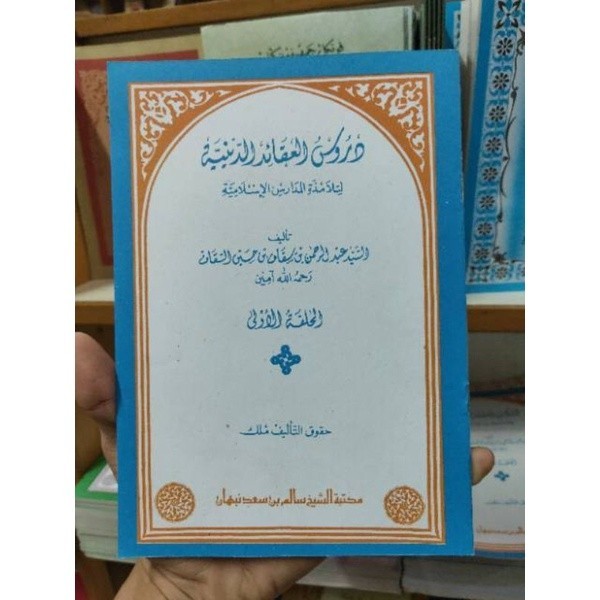 دروس العقائد الدينية
لتلامذة المدارس الإسلامية
تأليف
السيد عبد الرحمن بن سقاف بن حسين السقاف
رحمه الله آمين
الحلقة الأولى
حقوق التأليف ملك
مكتبة الشيخ سالم بن سعد نبهان